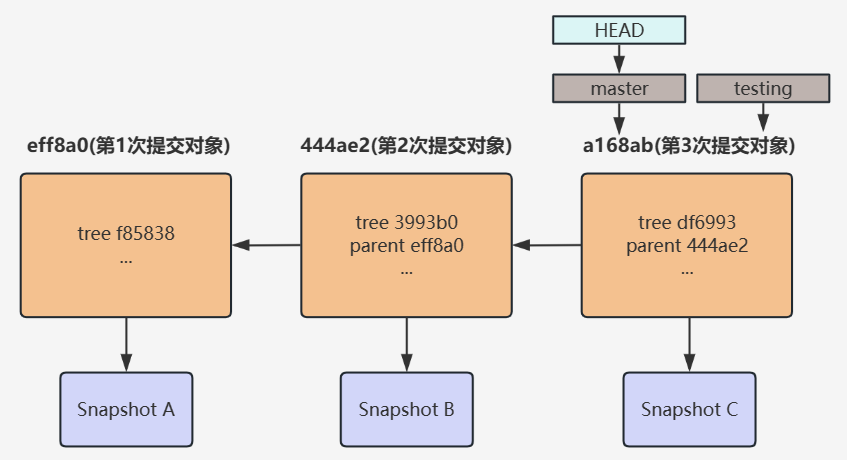 HEAD
master
testing
eff8a0(第1次提交对象)
444ae2(第2次提交对象)
a168ab(第3次提交对象)
tree f85838
...
tree 3993b0
parent eff8a0
...
tree df6993
parent 444ae2
...
Snapshot A
Snapshot B
Snapshot C